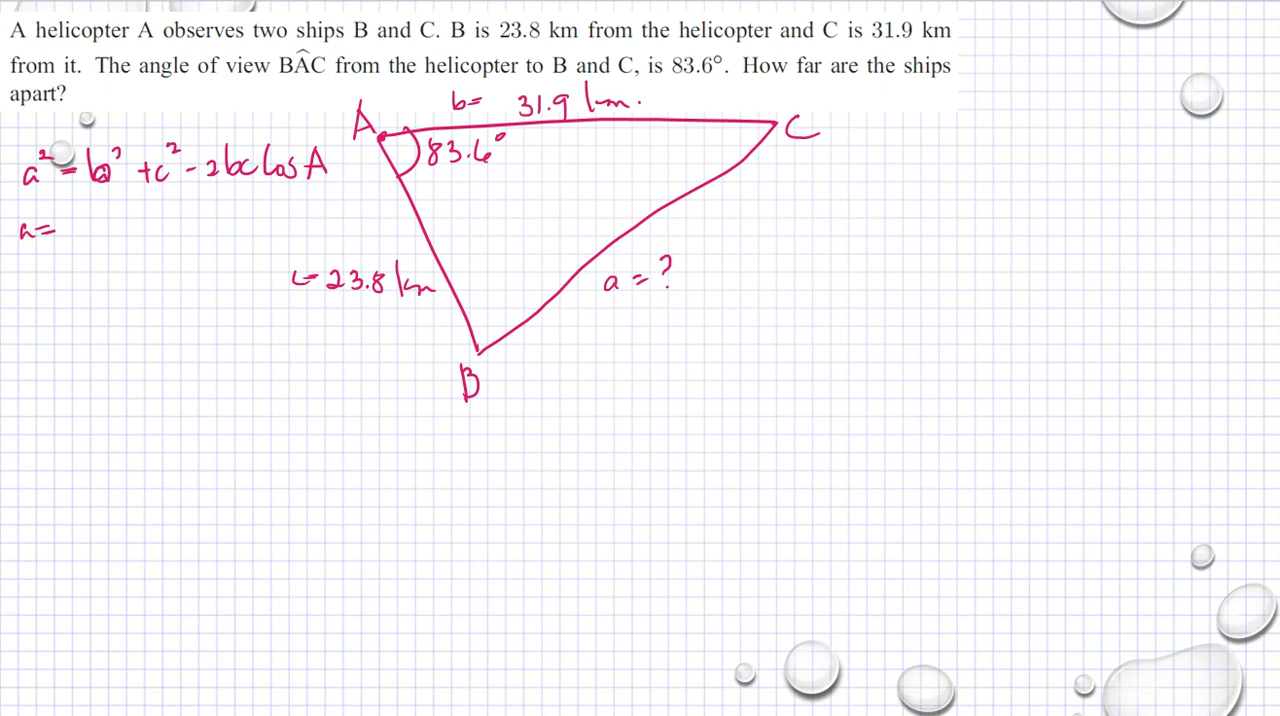 A helicopter A observes two ships B and C. B is 23.8 km from the helicopter and C is 31.9 km
from it. The angle of view BÂC from the helicopter to B and C, is 83.6°. How far are the ships
apart?
b= 31.9 km.
A
C
83.6°
a² = b² + c² - 2bc Cos A
a=
c= 23.8 km
a = ?
B